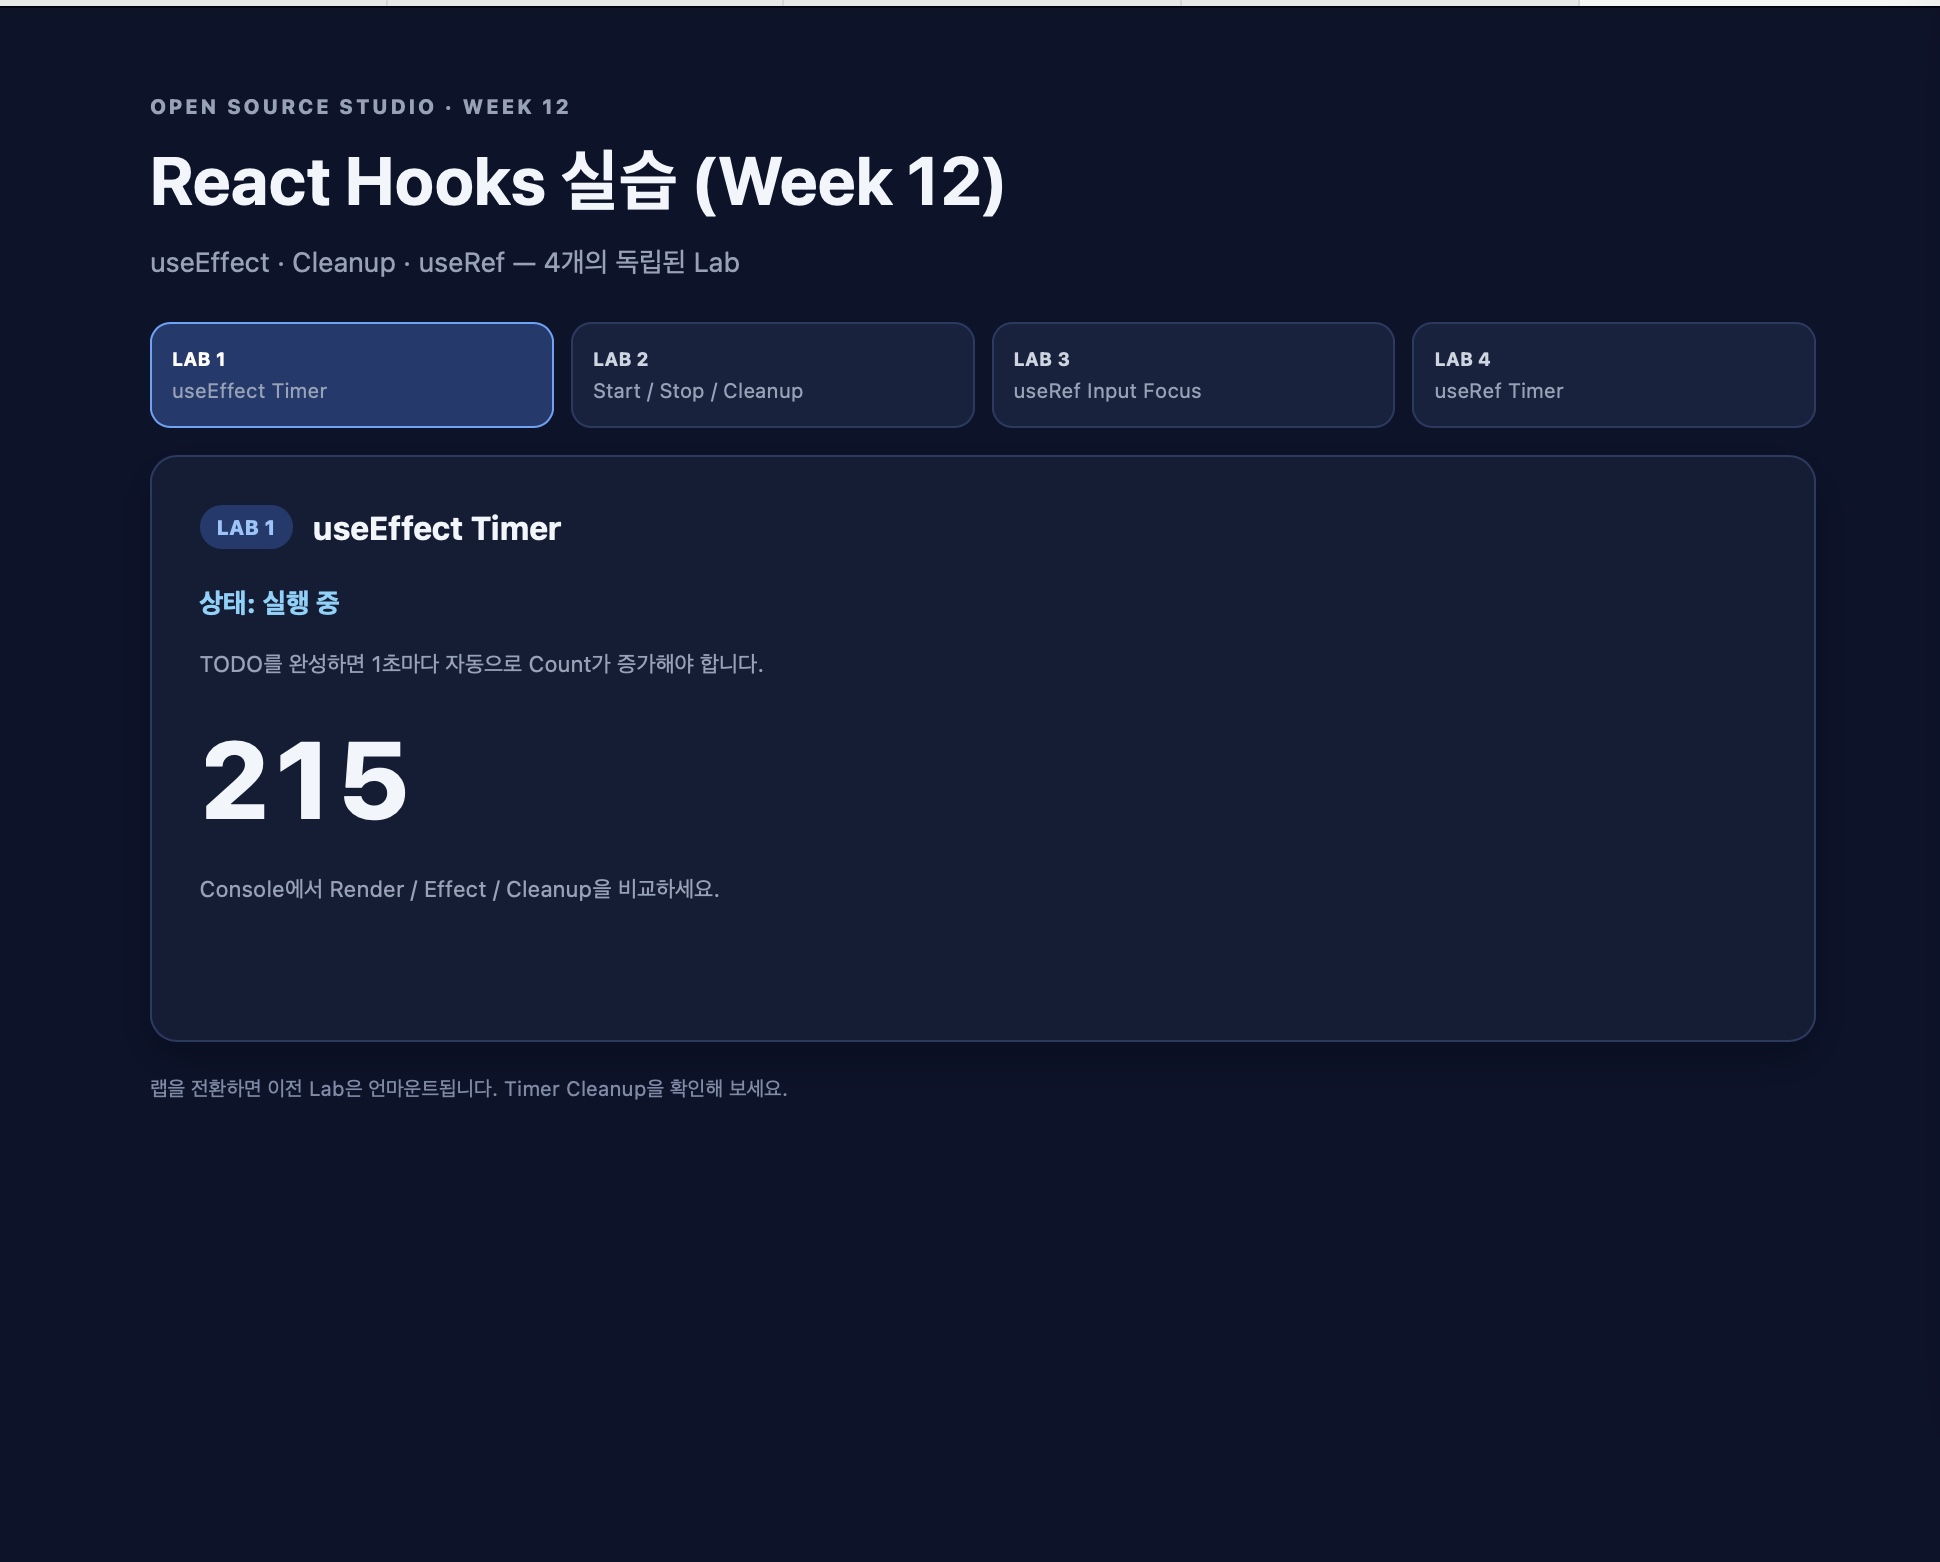 OPEN SOURCE STUDIO · WEEK 12
React Hooks 실습 (Week 12)
useEffect · Cleanup · useRef — 4개의 독립된 Lab
LAB 1
useEffect Timer
LAB 2
Start / Stop / Cleanup
LAB 3
useRef Input Focus
LAB 4
useRef Timer
LAB 1 useEffect Timer
상태: 실행 중
TODO를 완성하면 1초마다 자동으로 Count가 증가해야 합니다.
215
Console에서 Render / Effect / Cleanup을 비교하세요.
랩을 전환하면 이전 Lab은 언마운트됩니다. Timer Cleanup을 확인해 보세요.